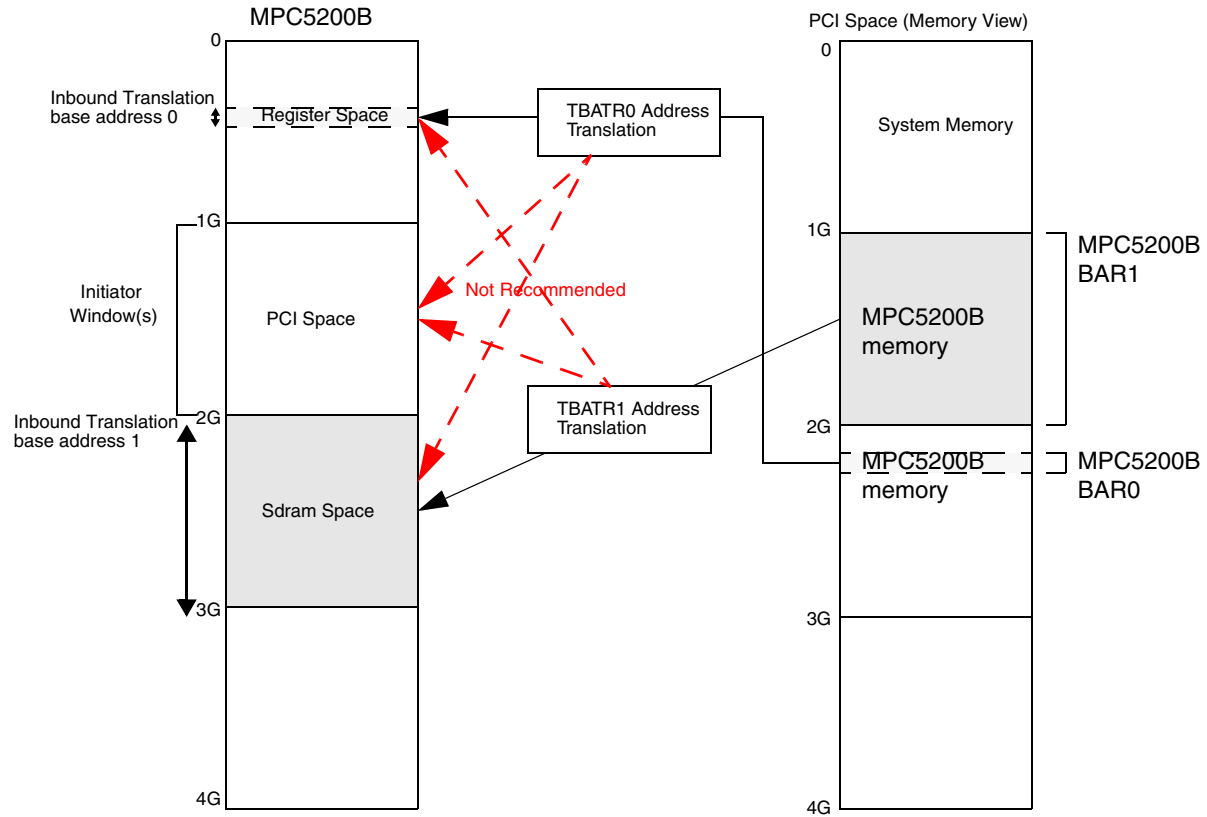 MPC5200B
0
Inbound Translation
base address 0
Register Space
1G
Initiator
Window(s)
PCI Space
Inbound Translation
base address 1
2G
Sdram Space
3G
4G
TBATR0 Address
Translation
Not Recommended
TBATR1 Address
Translation
PCI Space (Memory View)
0
System Memory
1G
MPC5200B
BAR1
MPC5200B
memory
2G
MPC5200B
memory
MPC5200B
BAR0
3G
4G